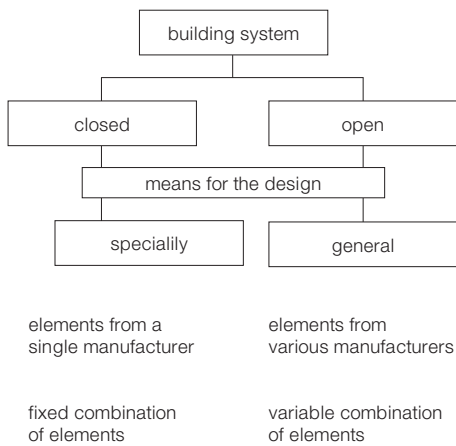 building system
closed
open
means for the design
specialily
general
elements from a
single manufacturer
elements from
various manufacturers
fixed combination
of elements
variable combination
of elements